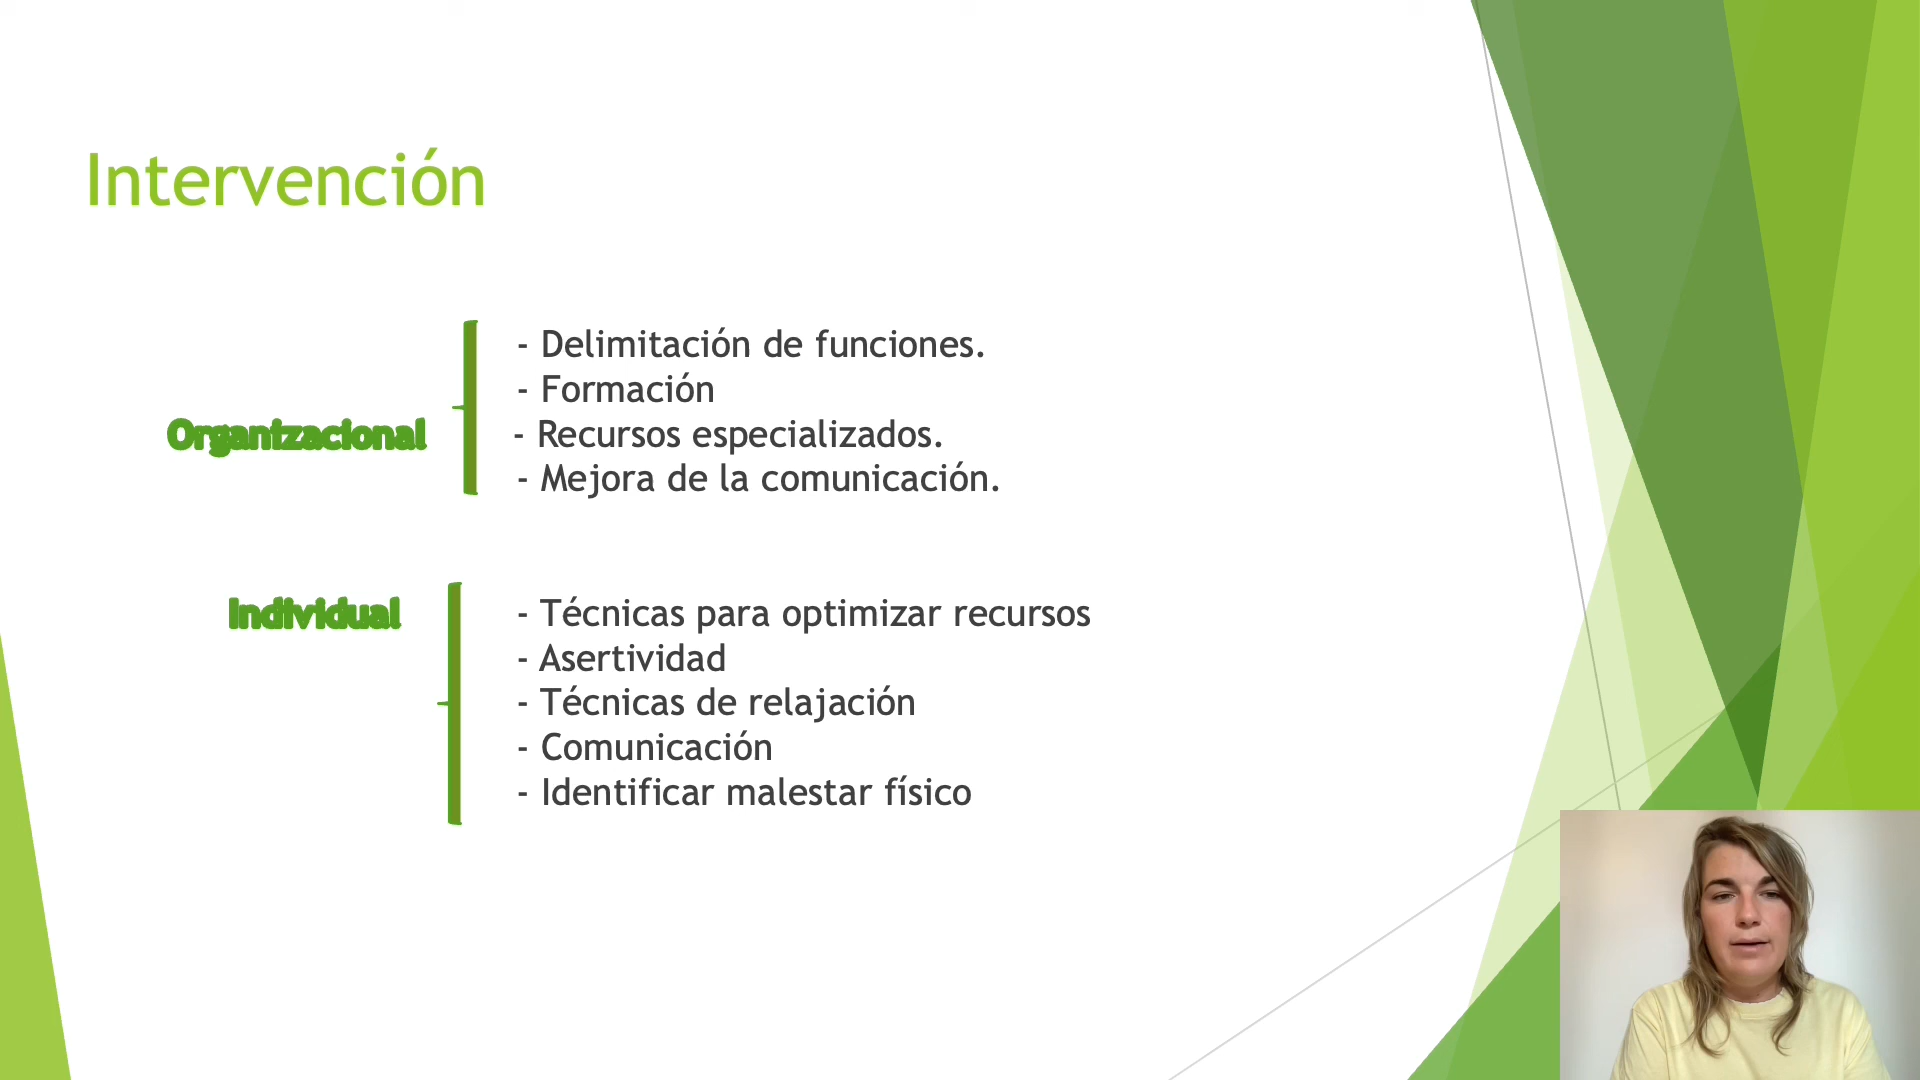 Intervención
Organizacional
- Delimitación de funciones.
- Formación
- Recursos especializados.
- Mejora de la comunicación.
Individual
- Técnicas para optimizar recursos
- Asertividad
- Técnicas de relajación
- Comunicación
- Identificar malestar físico